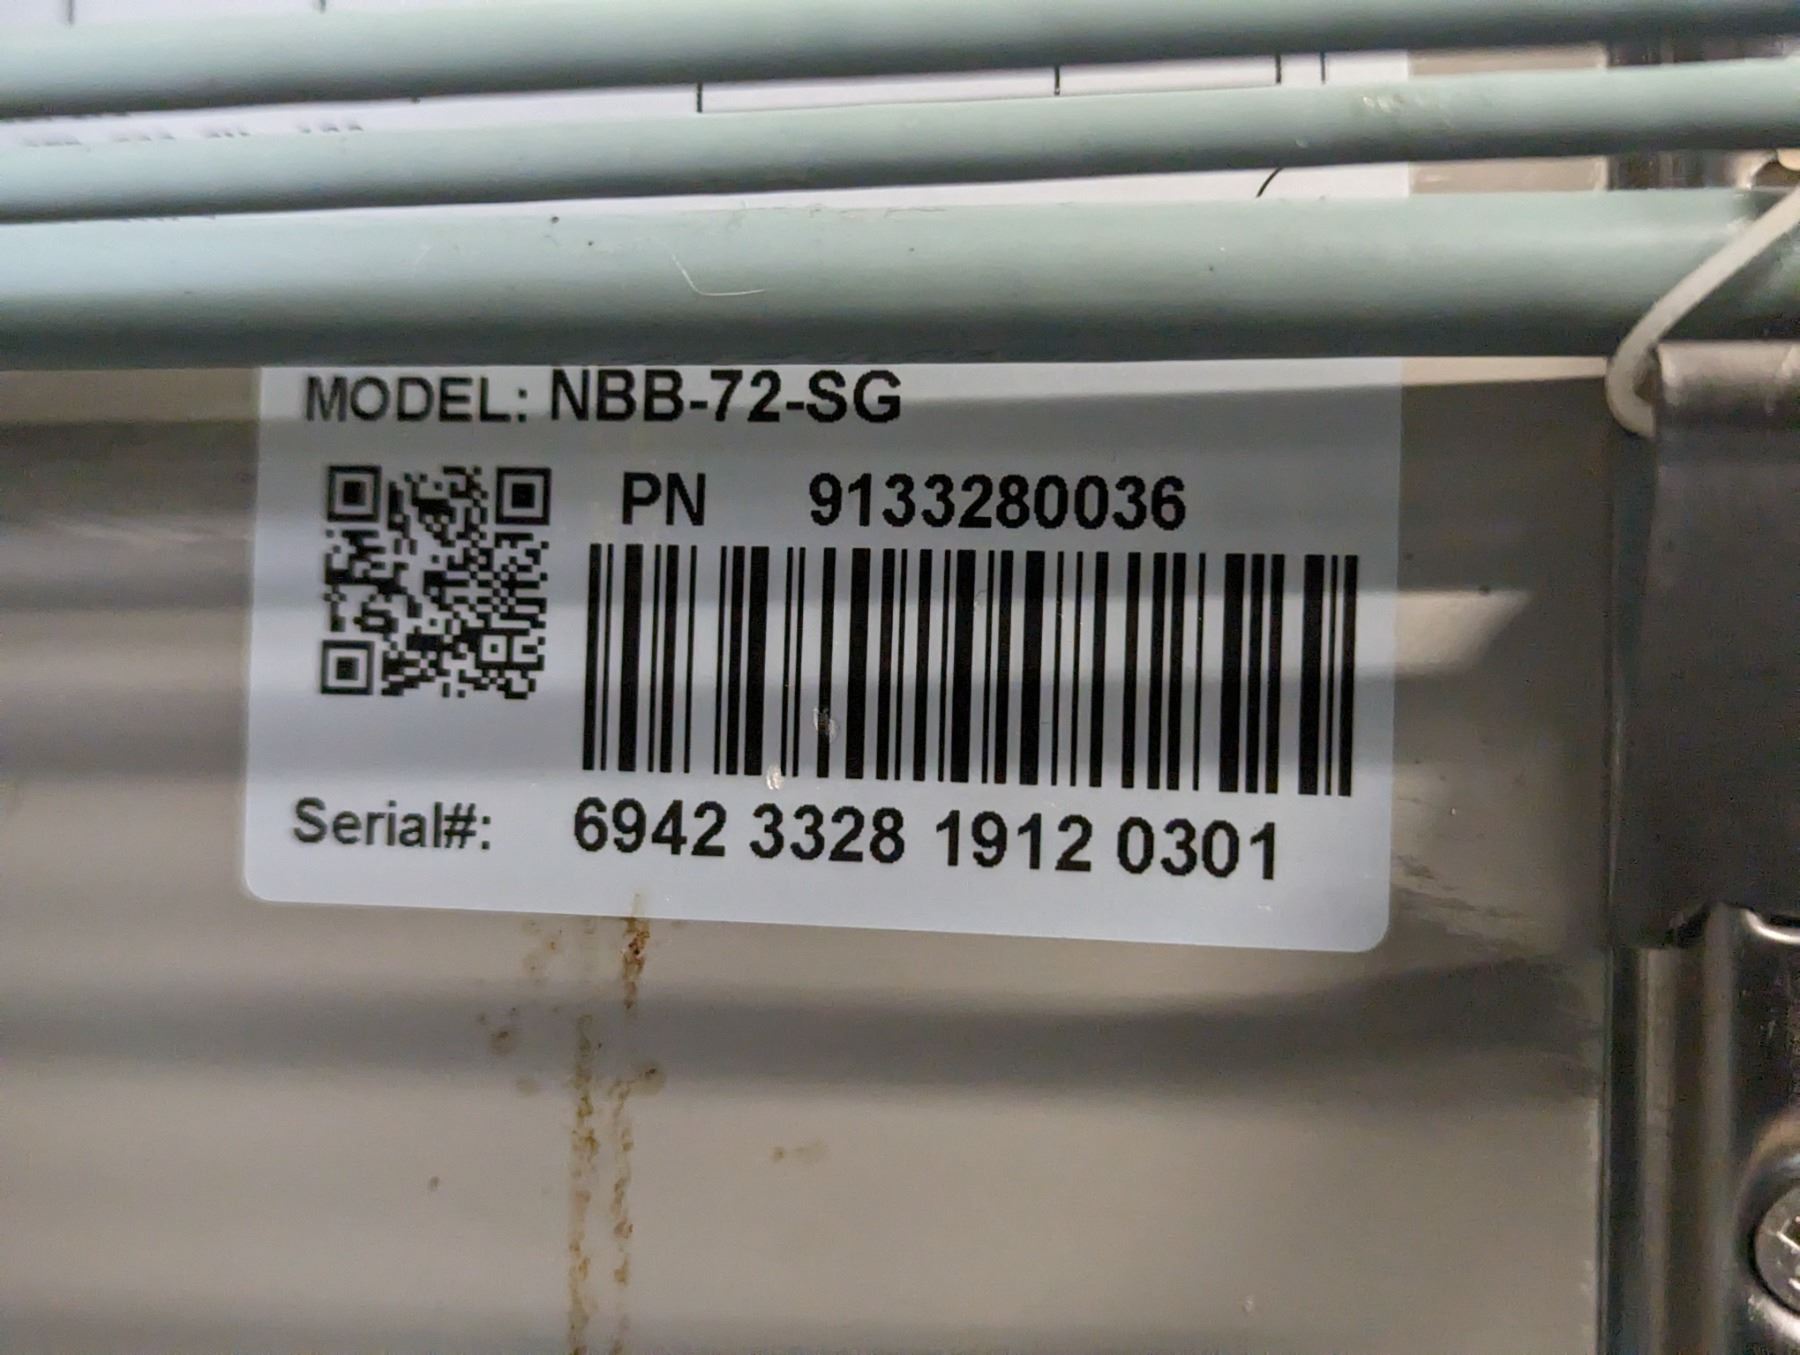 MODEL: NBB-72-SG
PN 9133280036
Serial#: 6942 3328 1912 0301